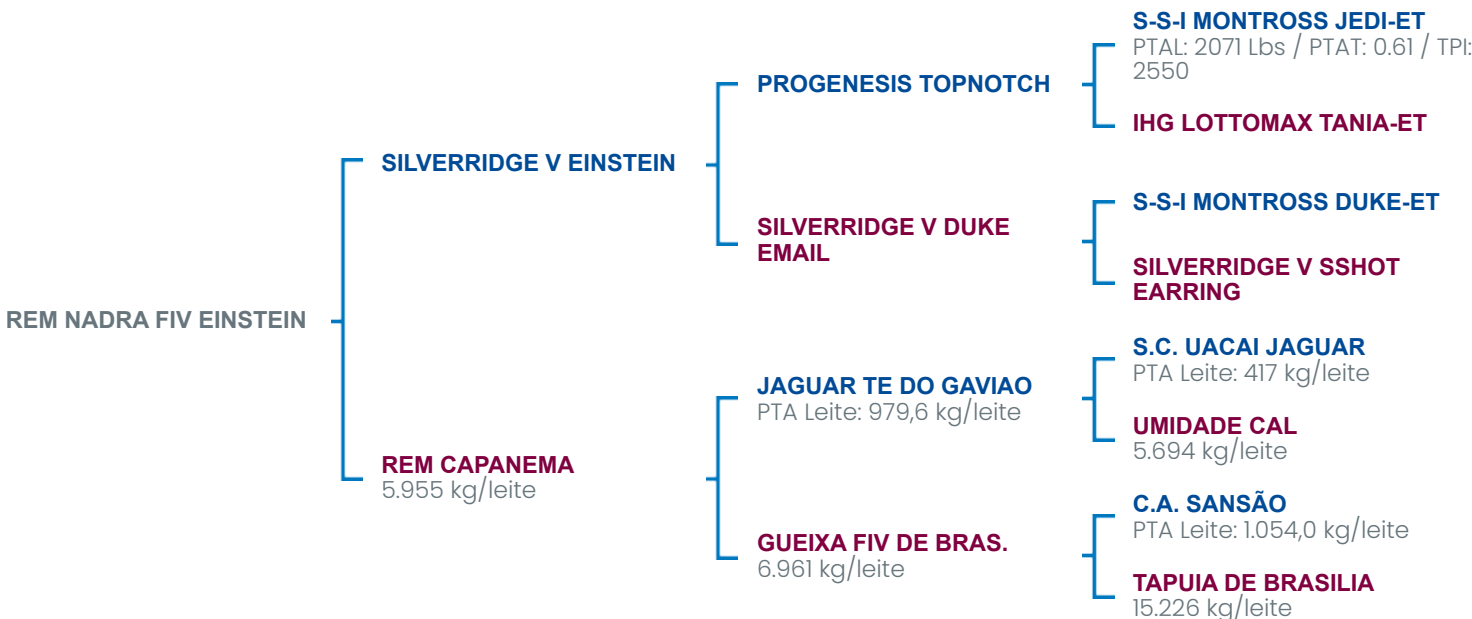 S-S-I MONTROSS JEDI-ET
PTAL: 2071 Lbs / PTAT: 0.61 / TPI:
2550
PROGENESIS TOPNOTCH
IHG LOTTOMAX TANIA-ET
SILVERRIDGE V EINSTEIN
S-S-I MONTROSS DUKE-ET
SILVERRIDGE V DUKE
EMAIL
SILVERRIDGE V SSHOT
EARRING
REM NADRA FIV EINSTEIN
S.C. UACAI JAGUAR
PTA Leite: 417 kg/leite
JAGUAR TE DO GAVIAO
PTA Leite: 979,6 kg/leite
UMIDADE CAL
5.694 kg/leite
REM CAPANEMA
5.955 kg/leite
C.A. SANSÃO
PTA Leite: 1.054,0 kg/leite
GUEIXA FIV DE BRAS.
6.961 kg/leite
TAPUIA DE BRASILIA
15.226 kg/leite